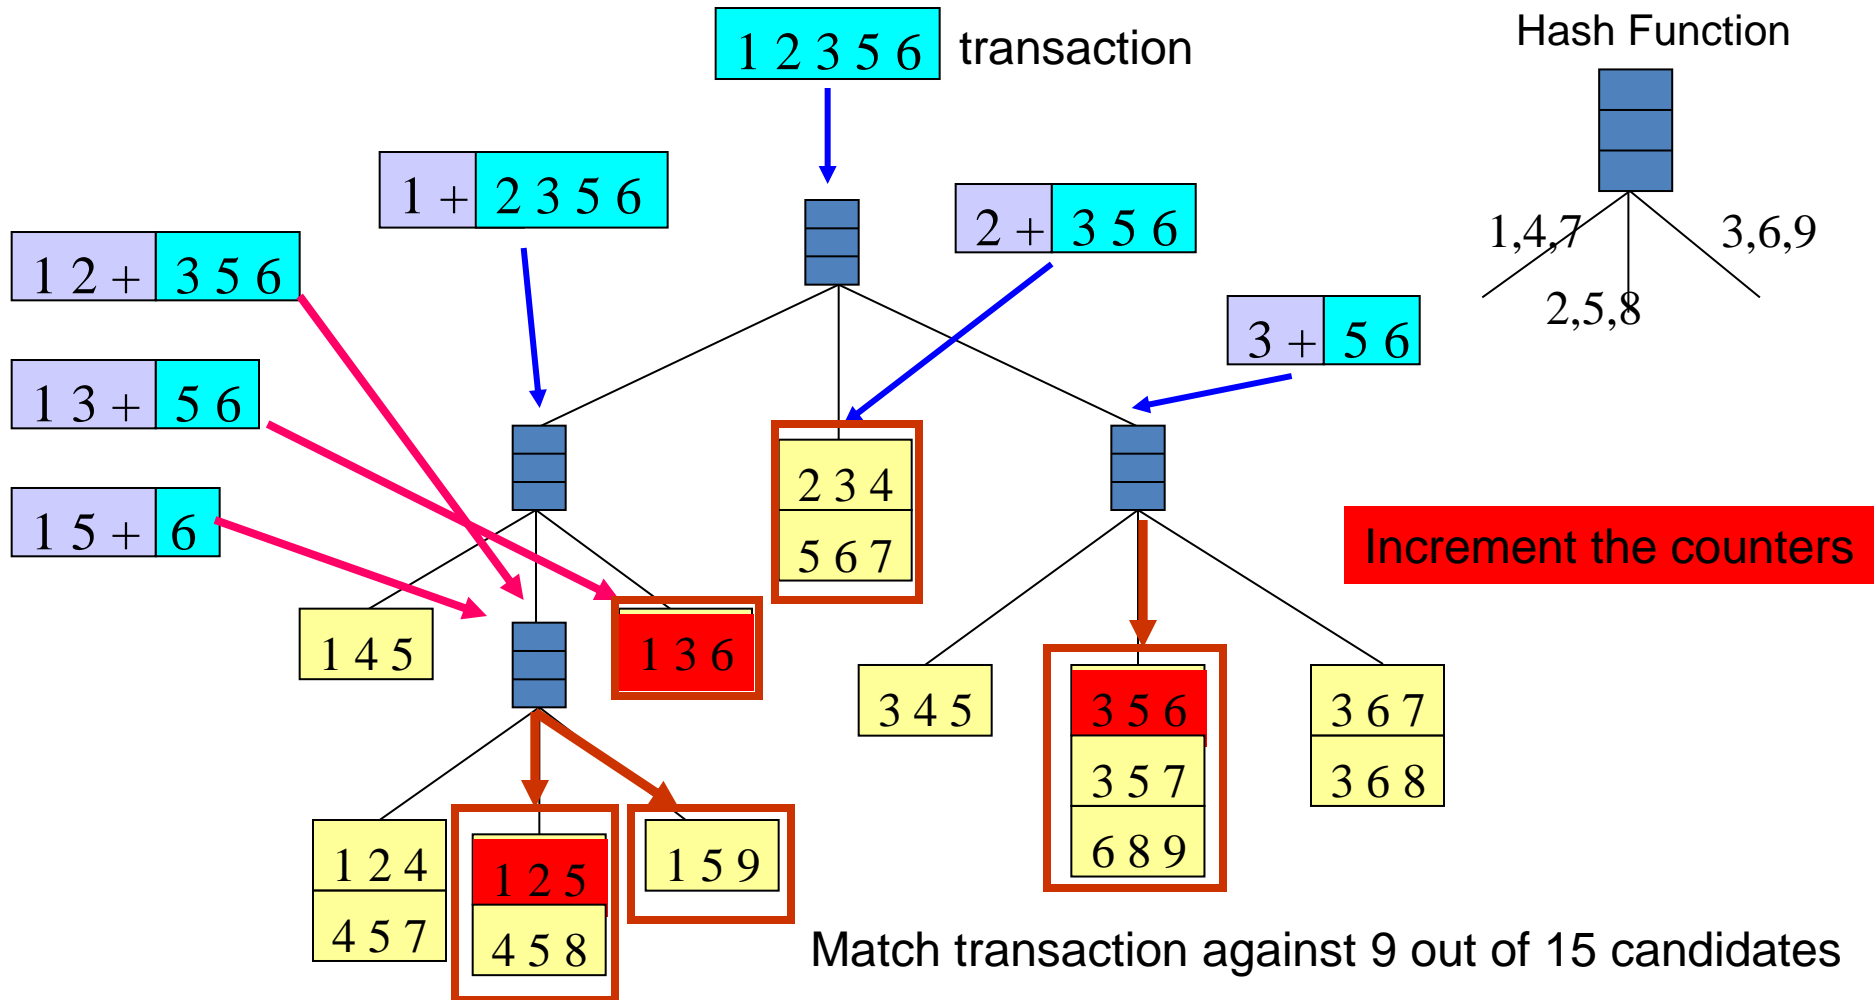 1 2 3 5 6 transaction
Hash Function
1,4,7
3,6,9
2,5,8
1 + 2 3 5 6
2 + 3 5 6
1 2 + 3 5 6
3 + 5 6
1 3 + 5 6
1 5 + 6
2 3 4
5 6 7
Increment the counters
1 4 5
1 3 6
3 4 5
3 5 6
3 5 7
6 8 9
3 6 7
3 6 8
1 2 4
4 5 7
1 2 5
4 5 8
1 5 9
Match transaction against 9 out of 15 candidates